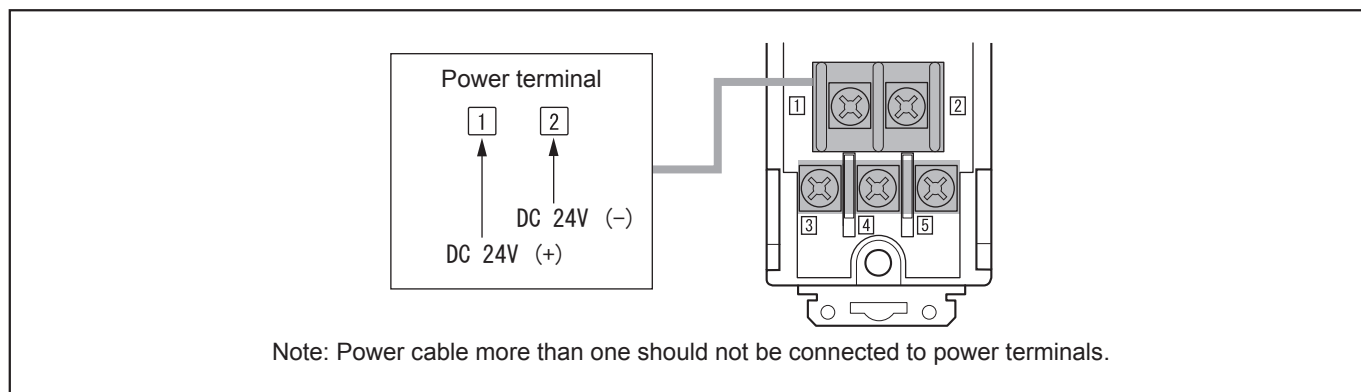 Power terminal
1 2
DC 24V (−)
DC 24V (+)
1 2
3 4 5
Note: Power cable more than one should not be connected to power terminals.